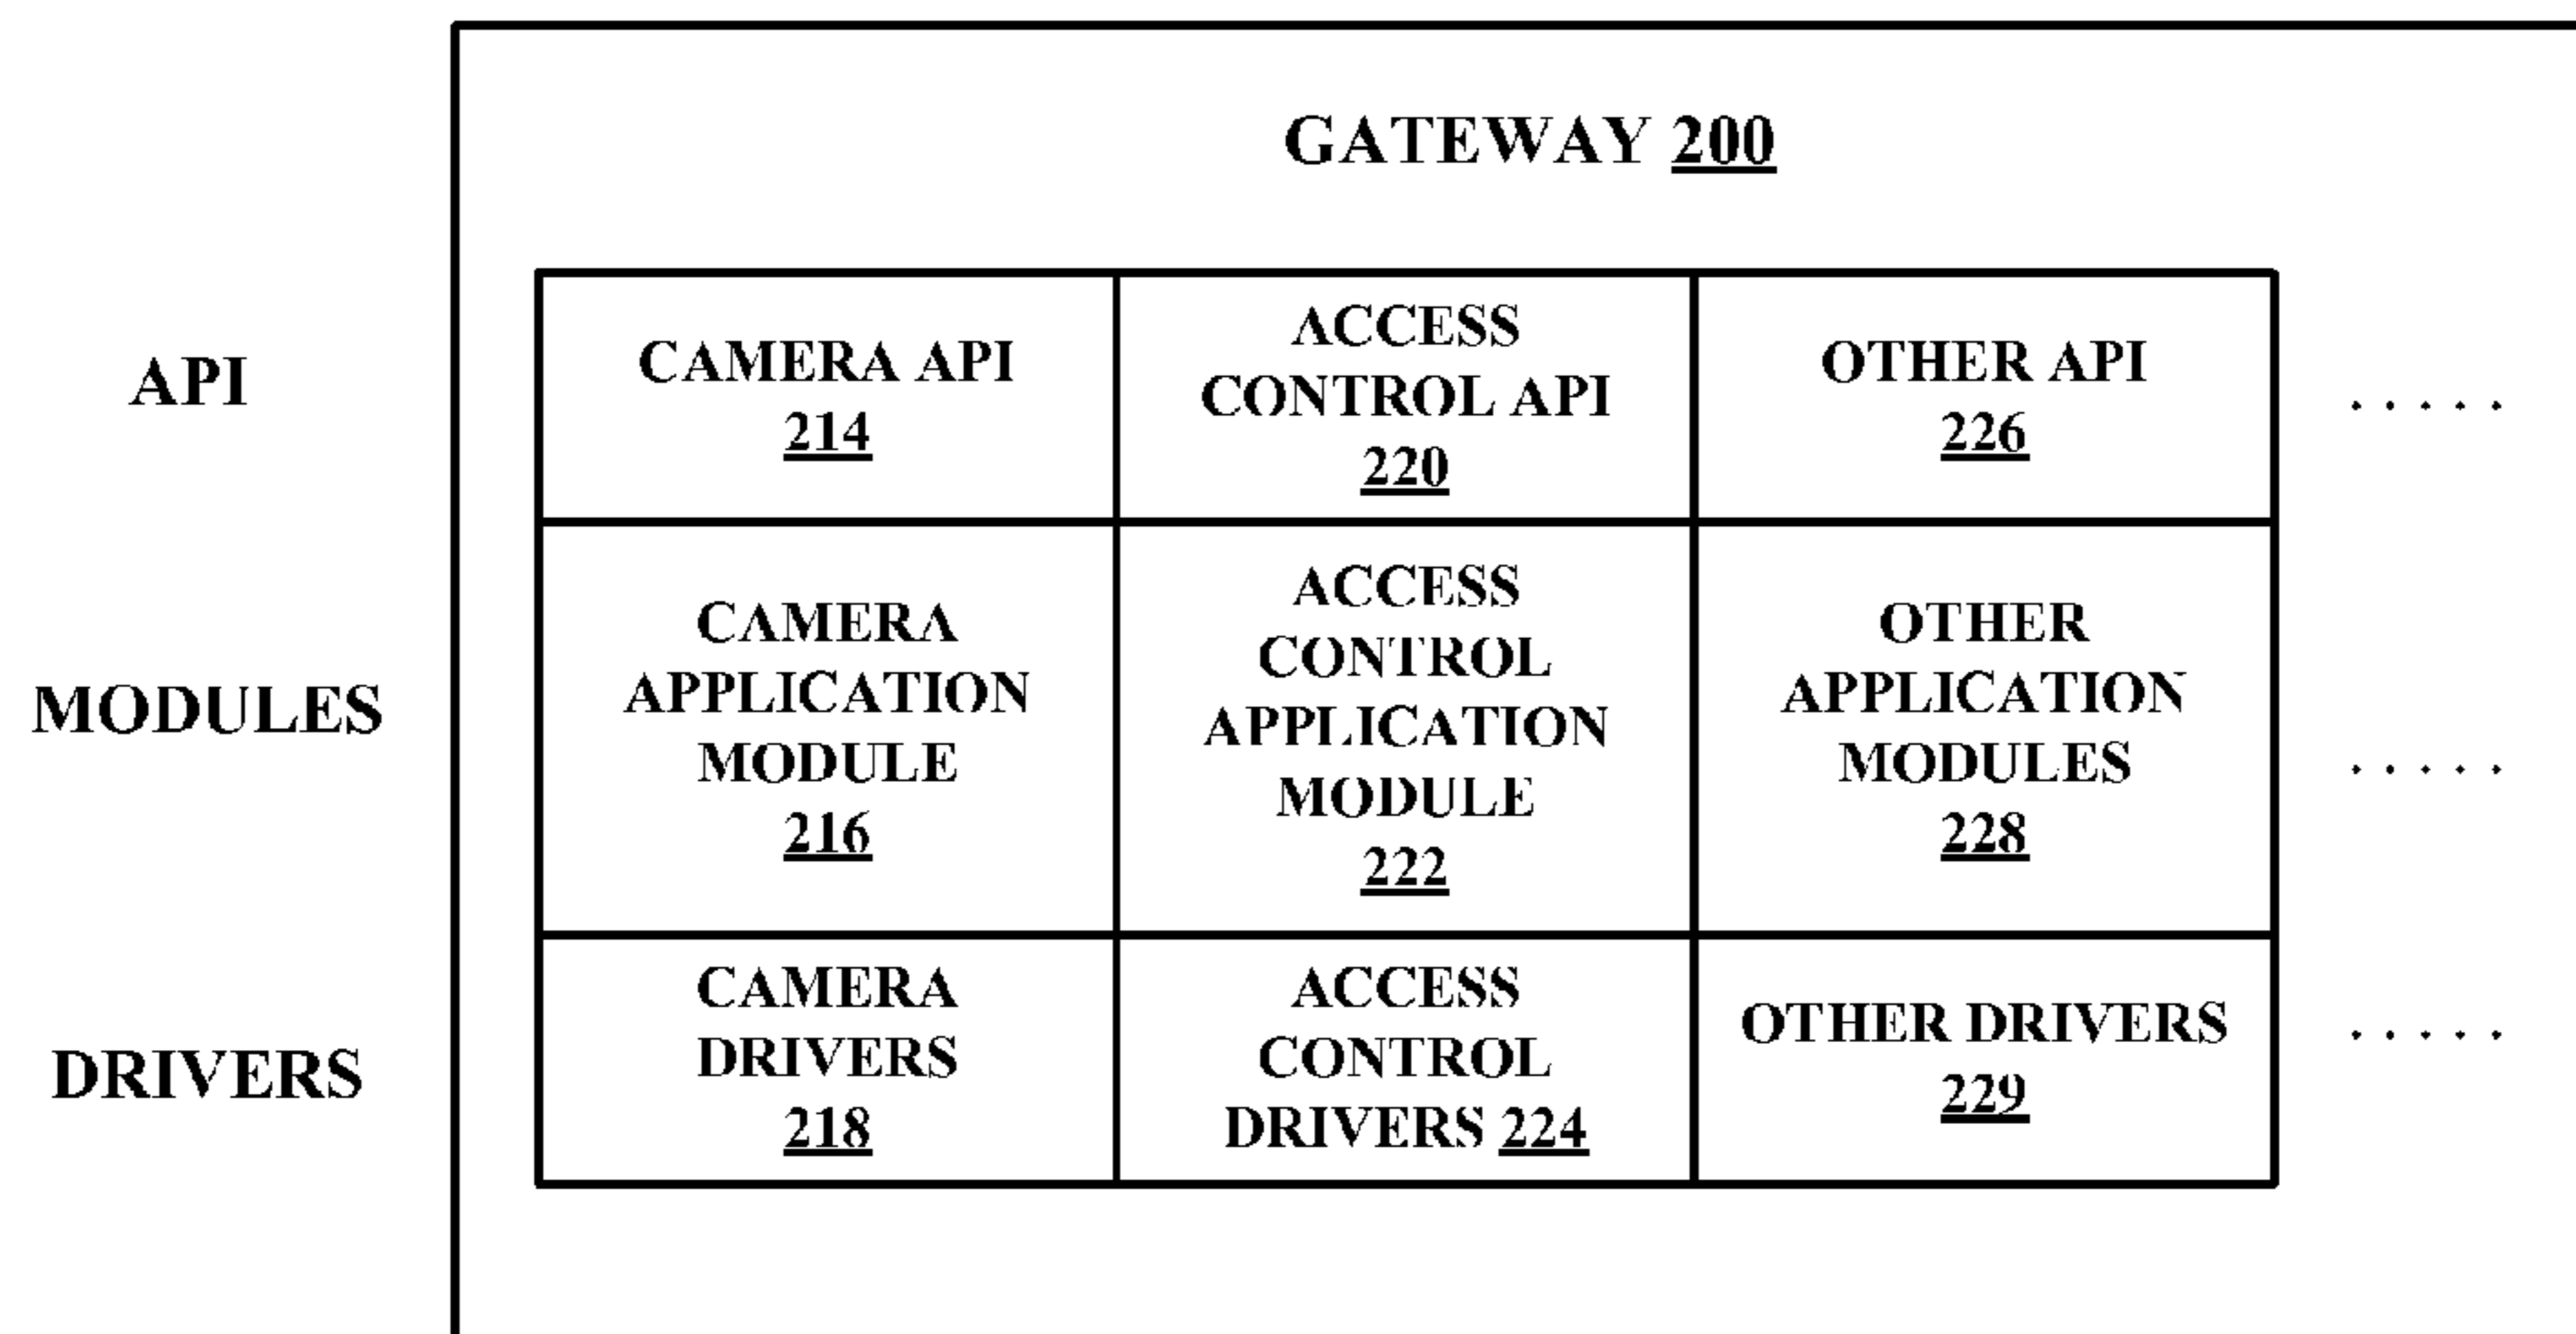 GATEWAY 200
API
CAMERA API
214
ACCESS
CONTROL API
220
OTHER API
226
. . . . .
MODULES
CAMERA
APPLICATION
MODULE
216
ACCESS
CONTROL
APPLICATION
MODULE
222
OTHER
APPLICATION
MODULES
228
. . . . .
DRIVERS
CAMERA
DRIVERS
218
ACCESS
CONTROL
DRIVERS 224
OTHER DRIVERS
229
. . . . .